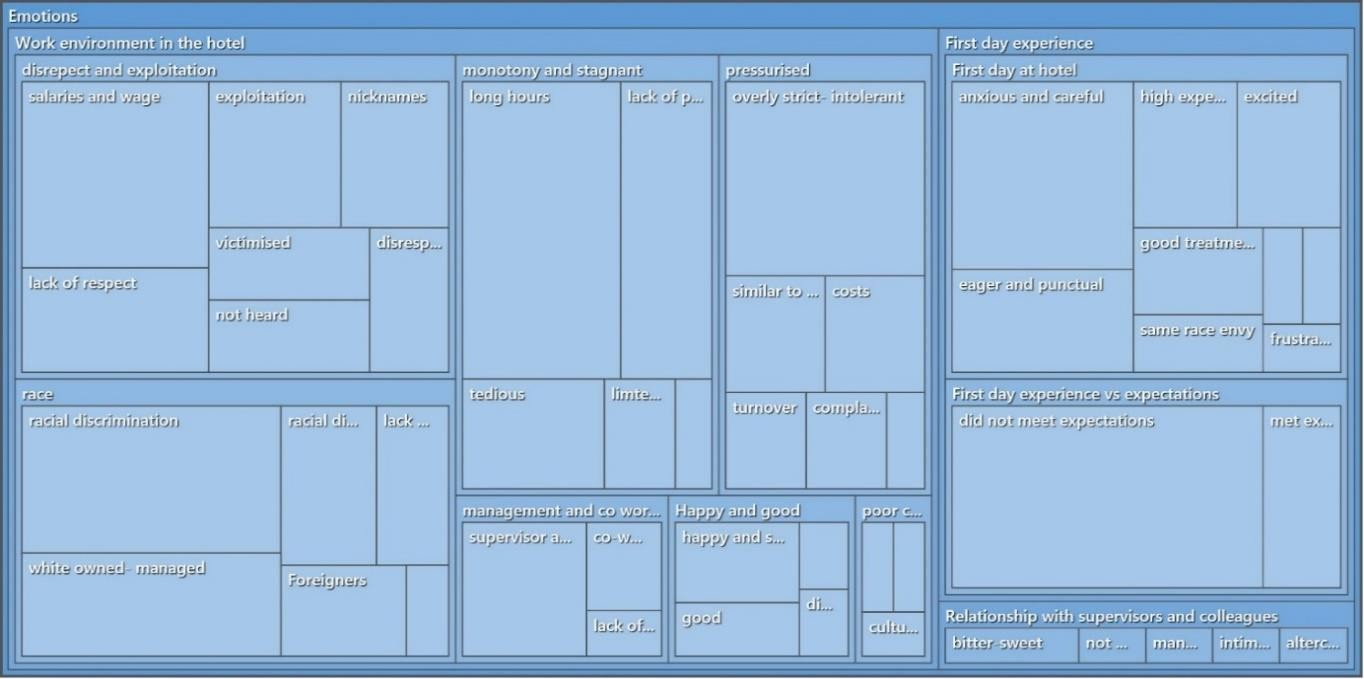 Emotions
Work environment in the hotel
disrepect and exploitation
salaries and wage
exploitation
nicknames
victimised
disresp...
lack of respect
not heard
race
racial discrimination
racial di...
lack ...
white owned- managed
Foreigners
monotony and stagnant
long hours
lack of p...
tedious
limte...
pressurised
overly strict- intolerant
similar to ...
costs
turnover
compla...
management and co wor...
supervisor a...
co-w...
lack of...
Happy and good
happy and s...
good
di...
poor c...
cultu...
First day experience
First day at hotel
anxious and careful
high expe...
excited
good treatme...
eager and punctual
same race envy
frustra...
First day experience vs expectations
did not meet expectations
met ex...
Relationship with supervisors and colleagues
bitter-sweet
not ...
man...
intim...
alterc...